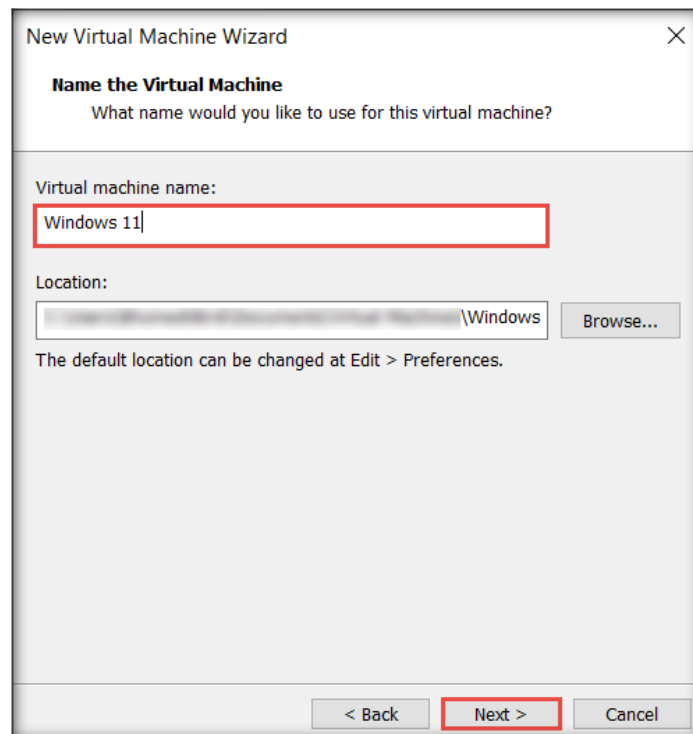 New Virtual Machine Wizard
Name the Virtual Machine
What name would you like to use for this virtual machine?
Virtual machine name:
Windows 11
Location:
\Windows
Browse...
The default location can be changed at Edit > Preferences.
< Back
Next >
Cancel